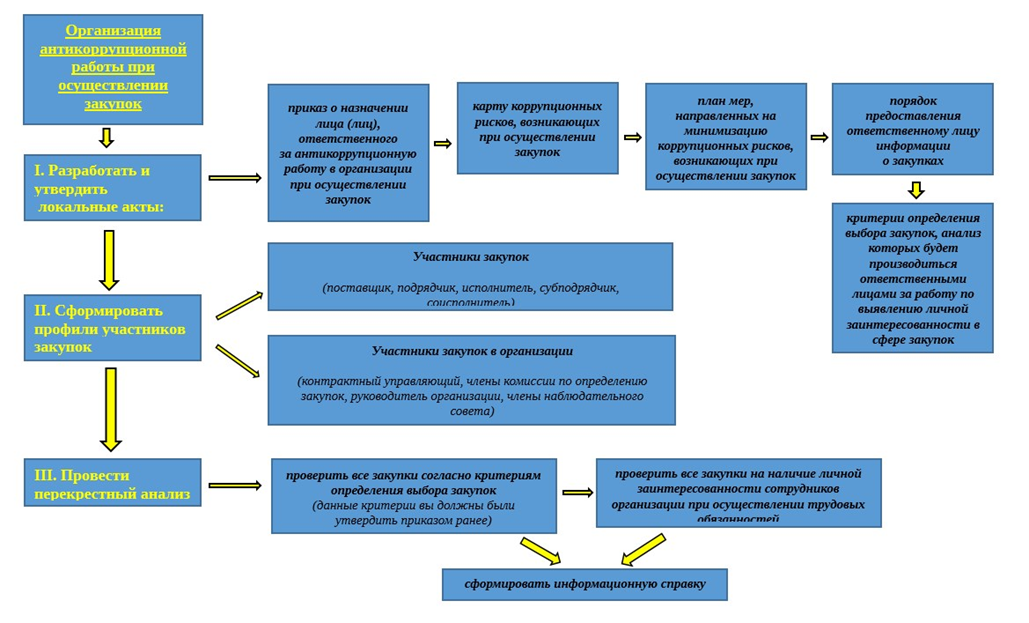 Организация
антикоррупционной
работы при
осуществлении
закупок
I. Разработать и
утвердить
локальные акты:
приказ о назначении
лица (лиц),
ответственного
за антикоррупционную
работу в организации
при осуществлении
закупок
карту коррупционных
рисков, возникающих
при осуществлении
закупок
план мер,
направленных на
минимизацию
коррупционных рисков,
возникающих при
осуществлении закупок
порядок
предоставления
ответственному лицу
информации
о закупках
критерии определения
выбора закупок, анализ
которых будет
производиться
ответственными
лицами за работу по
выявлению личной
заинтересованности в
сфере закупок
II. Сформировать
профили участников
закупок
Участники закупок
(поставщик, подрядчик, исполнитель, субподрядчик,
соисполнитель)
Участники закупок в организации
(контрактный управляющий, члены комиссии по определению
закупок, руководитель организации, члены наблюдательного
совета)
III. Провести
перекрестный анализ
проверить все закупки согласно критериям
определения выбора закупок
(данные критерии вы должны были
утвердить приказом ранее)
проверить все закупки на наличие личной
заинтересованности сотрудников
организации при осуществлении трудовых
обязанностей
сформировать информационную справку